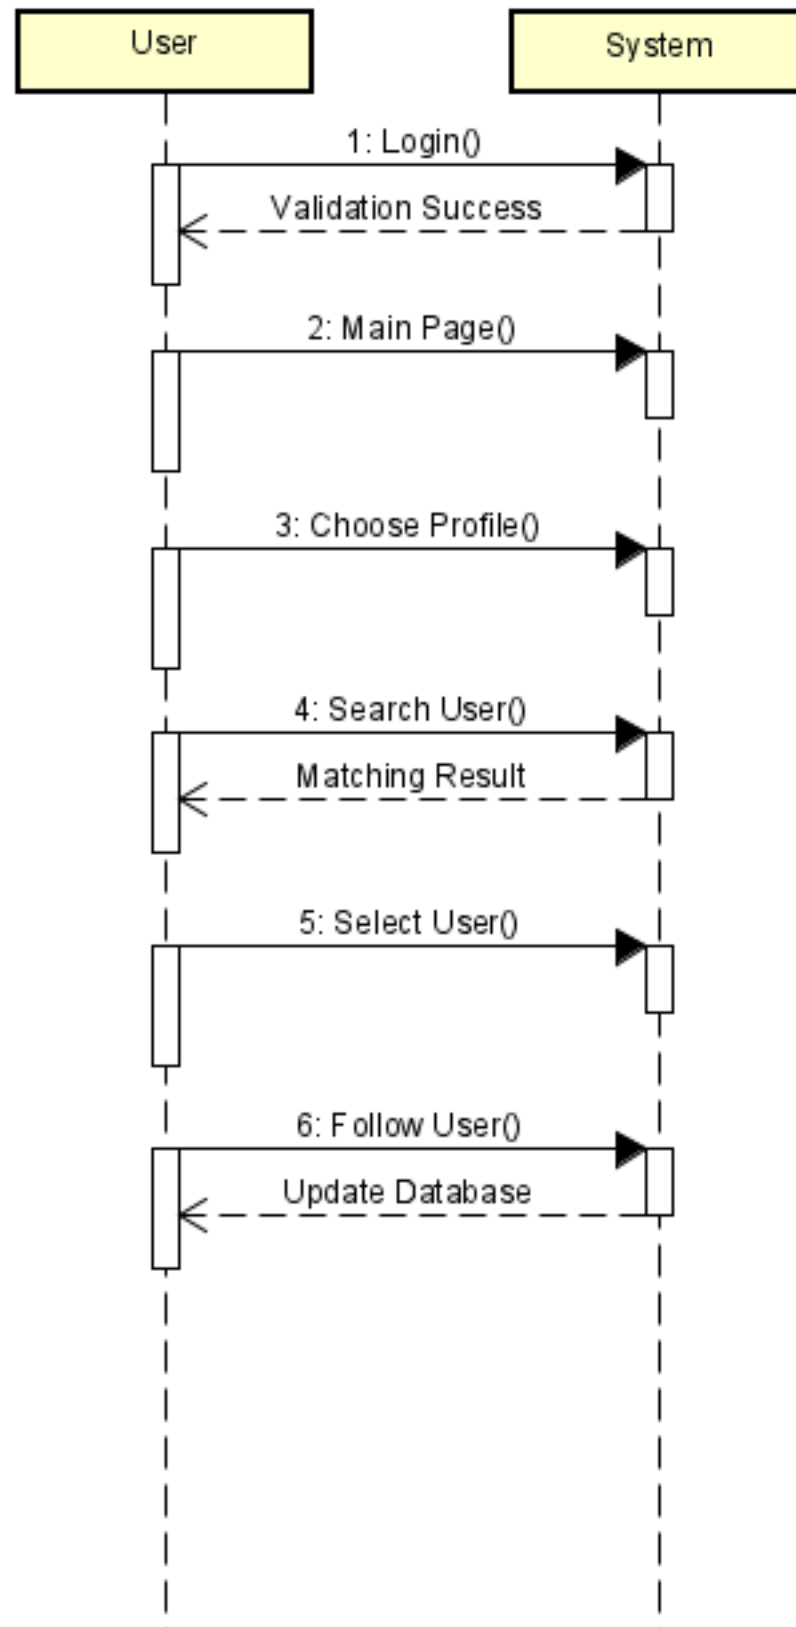 User
System
1: Login()
Validation Success
2: Main Page()
3: Choose Profile()
4: Search User()
Matching Result
5: Select User()
6: Follow User()
Update Database